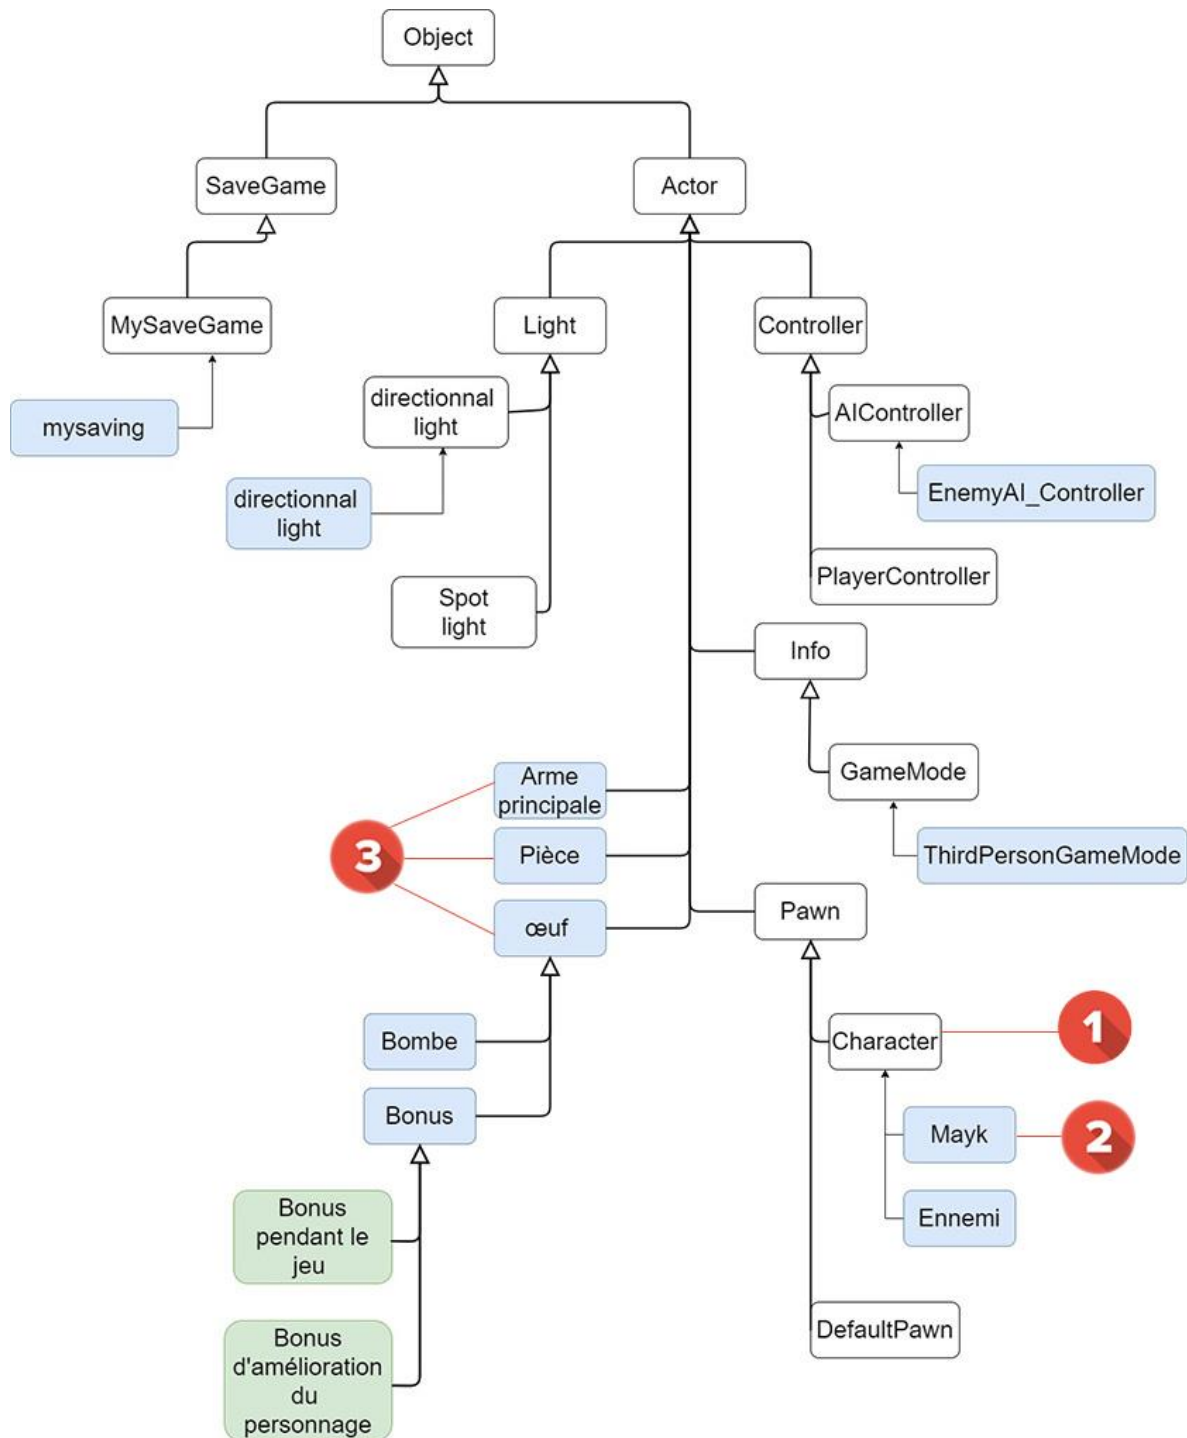 Object
SaveGame
Actor
MySaveGame
Light
Controller
directionnal
light
AIController
mysaving
directionnal
light
EnemyAI_Controller
PlayerController
Spot
light
Info
GameMode
Arme
principale
3
Pièce
ThirdPersonGameMode
œuf
Pawn
Bombe
Character
1
Bonus
Mayk
2
Ennemi
Bonus
pendant le
jeu
DefaultPawn
Bonus
d'amélioration
du
personnage